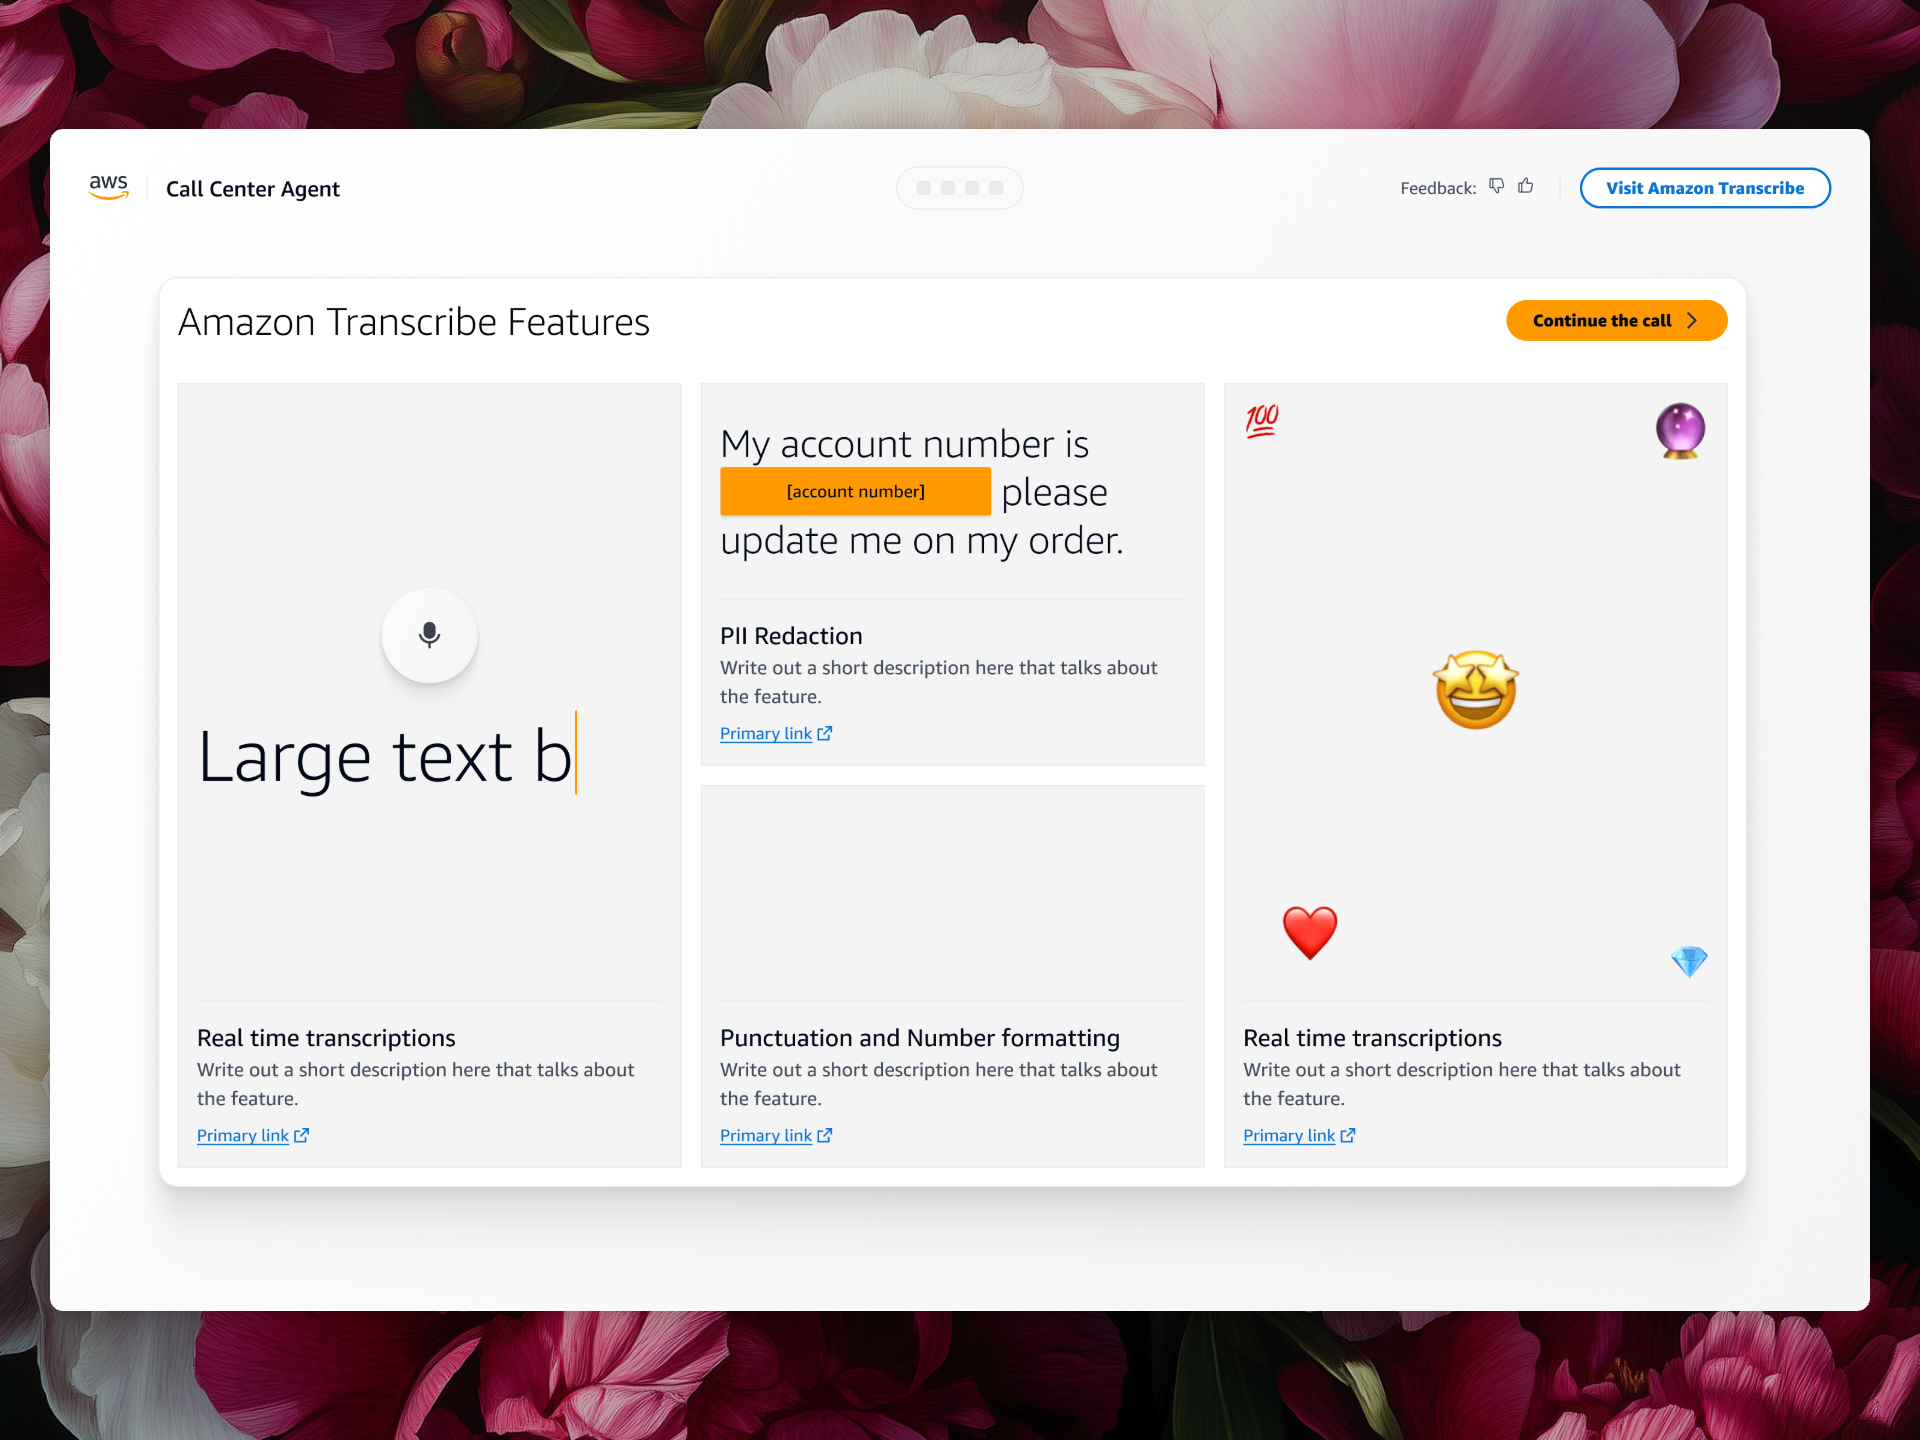 aws
Call Center Agent
Feedback:
Visit Amazon Transcribe
Amazon Transcribe Features
Continue the call
Large text b
Real time transcriptions
Write out a short description here that talks about
the feature.
Primary link
My account number is
[account number] please
update me on my order.
PII Redaction
Write out a short description here that talks about
the feature.
Primary link
Punctuation and Number formatting
Write out a short description here that talks about
the feature.
Primary link
💯
Real time transcriptions
Write out a short description here that talks about
the feature.
Primary link